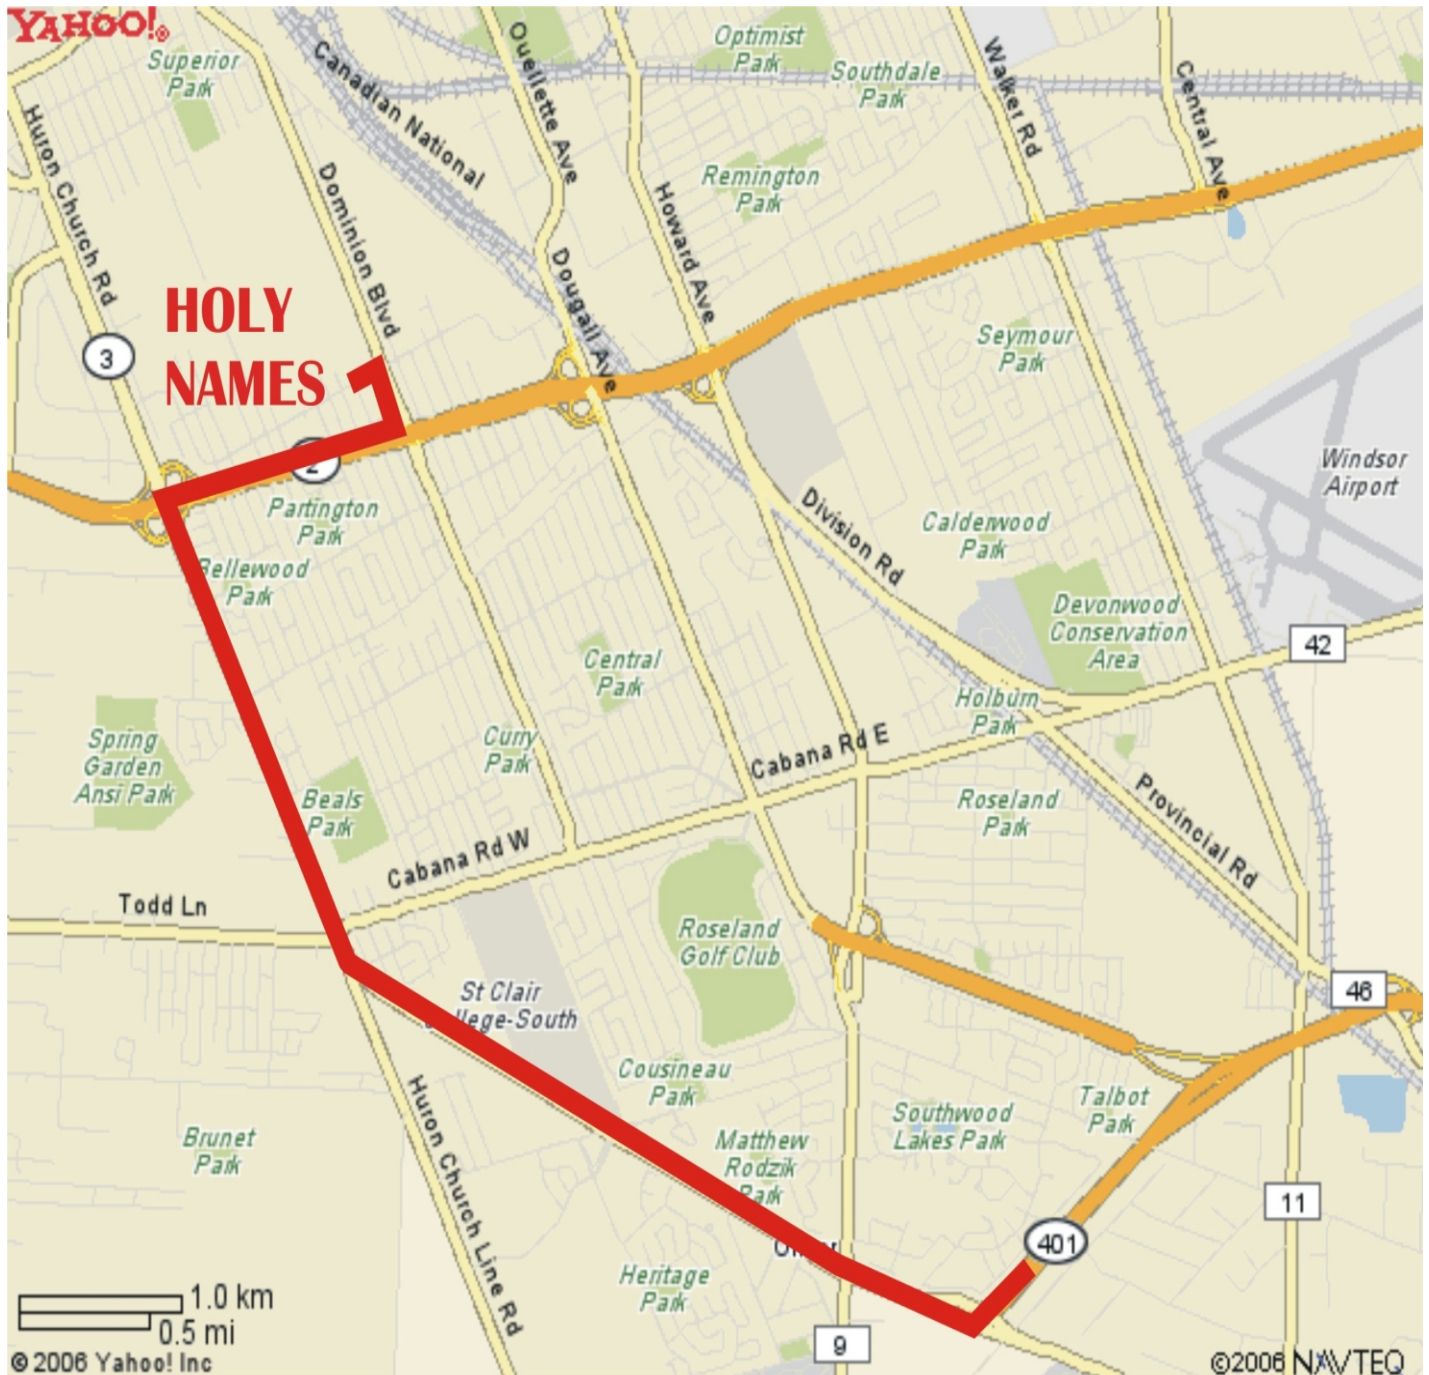 YAHOO!®
Superior
Park
Canadian National
Ouellette Ave
Optimist
Park
Southdale
Park
Walker Rd
Central Ave
Huron Church Rd
Dominion Blvd
Remington
Park
Howard Ave
Dougall Ave
HOLY
NAMES
3
2
Seymour
Park
Windsor
Airport
Partington
Park
Bellewood
Park
Division Rd
Calderwood
Park
Devonwood
Conservation
Area
42
Central
Park
Holburn
Park
Spring
Garden
Ansi Park
Curry
Park
Cabana Rd E
Beals
Park
Roseland
Park
Provincial Rd
Cabana Rd W
Todd Ln
Roseland
Golf Club
St Clair
llege-South
46
Cousineau
Park
Huron Church Line Rd
Talbot
Park
Southwood
Lakes Park
Brunet
Park
Matthew
Rodzik
Park
11
401
Heritage
Park
1.0 km
0.5 mi
9
© 2006 Yahoo! Inc
©2006 NAVTEQ